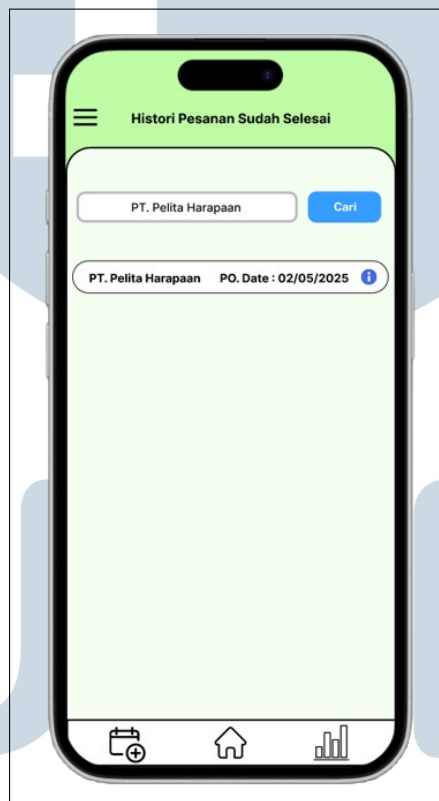 Histori Pesanan Sudah Selesai
PT. Pelita Harapaan
Cari
PT. Pelita Harapaan PO. Date : 02/05/2025